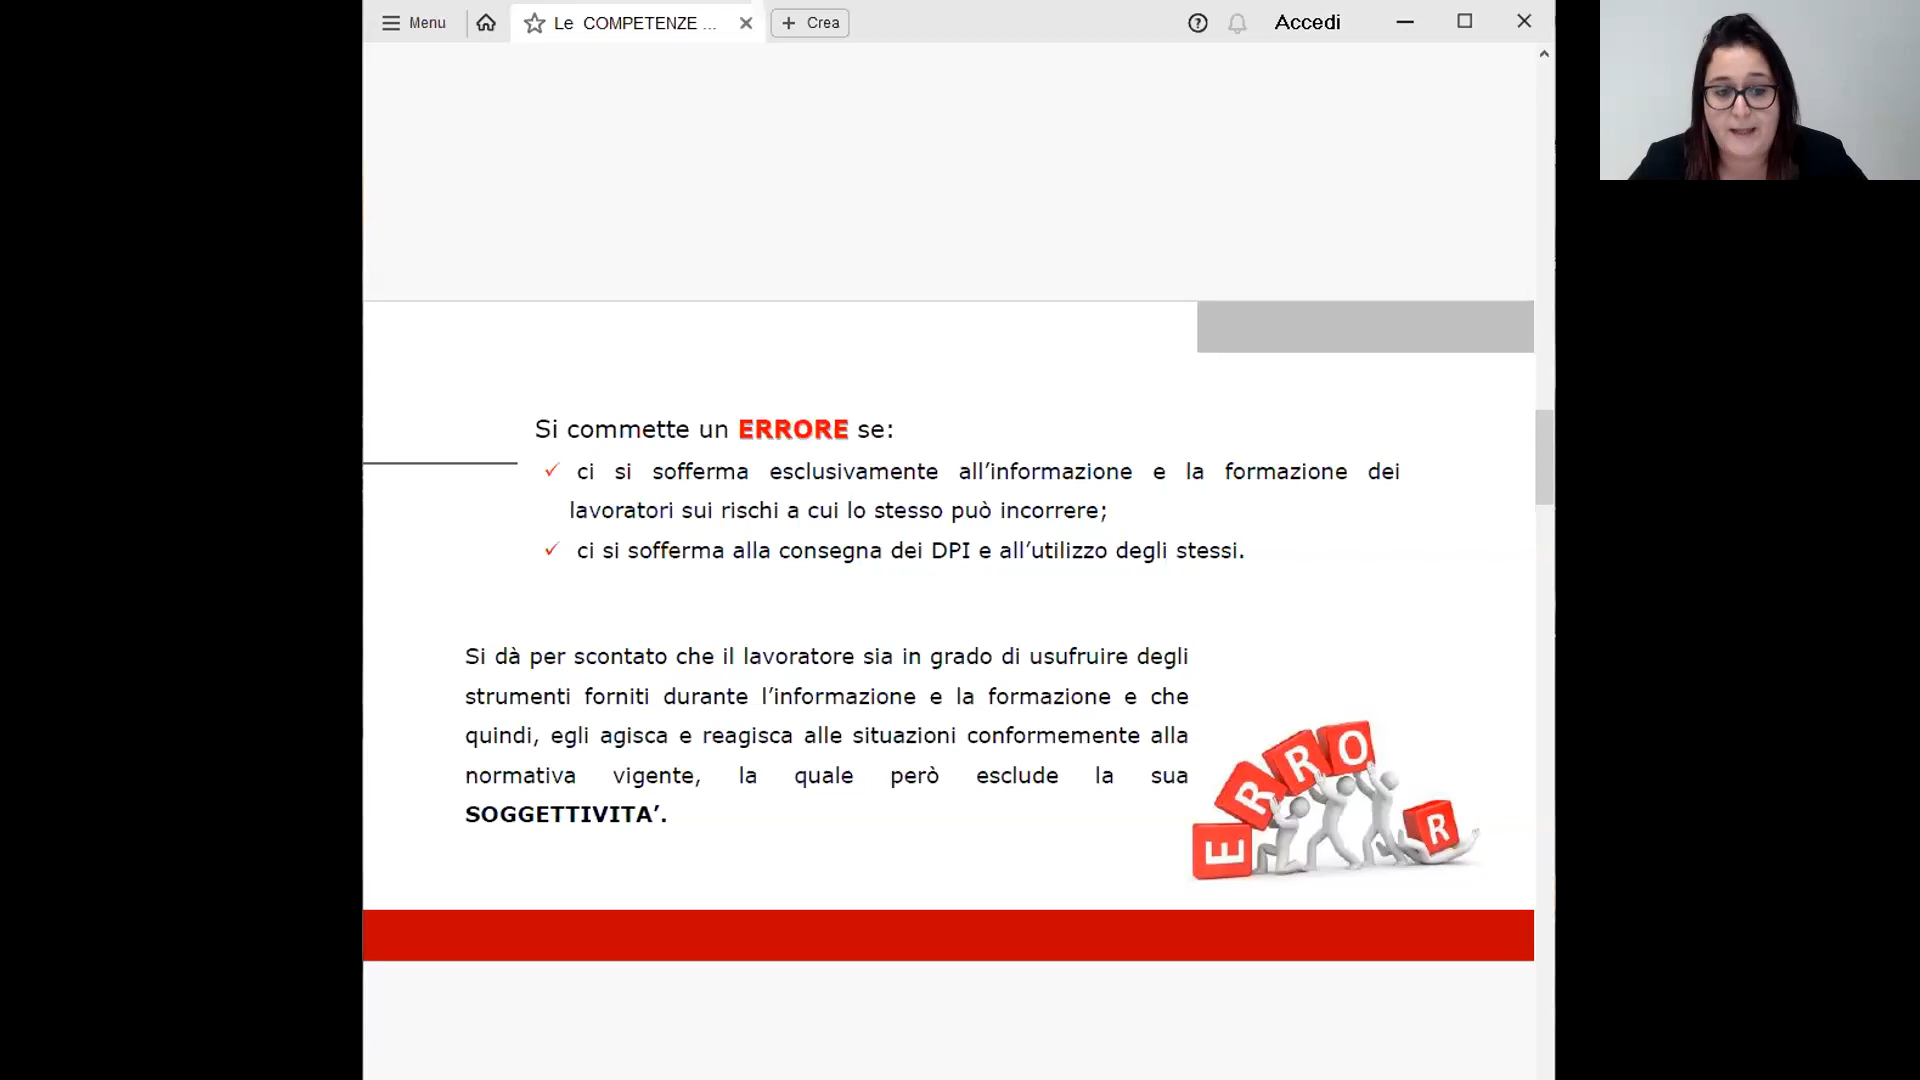 Menu
Le COMPETENZE ...
Crea
Accedi
Si commette un ERRORE se:
ci si sofferma esclusivamente all’informazione e la formazione dei
lavoratori sui rischi a cui lo stesso può incorrere;
ci si sofferma alla consegna dei DPI e all’utilizzo degli stessi.
Si dà per scontato che il lavoratore sia in grado di usufruire degli
strumenti forniti durante l’informazione e la formazione e che
quindi, egli agisca e reagisca alle situazioni conformemente alla
normativa vigente, la quale però esclude la sua
SOGGETTIVITA’.
ERROR